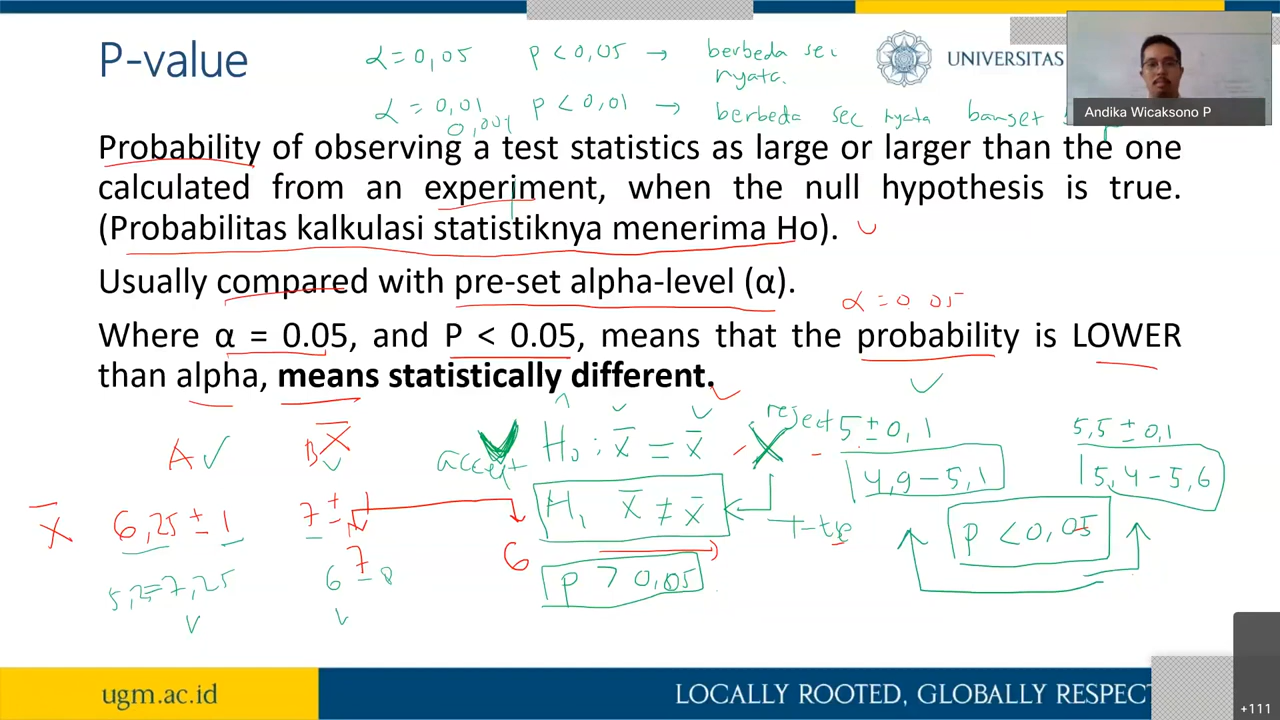 P-value
α = 0,05 P < 0,05 → berbeda sec nyata.
UNIVERSITAS
Andika Wicaksono P
α = 0,01 P < 0,01 → berbeda sec nyata banget
0,001
Probability of observing a test statistics as large or larger than the one
calculated from an experiment, when the null hypothesis is true.
(Probabilitas kalkulasi statistiknya menerima Ho).
Usually compared with pre-set alpha-level (α).
α = 0.05
Where α = 0.05, and P < 0.05, means that the probability is LOWER
than alpha, means statistically different.
A B x̄
accept H₀ : x̄ = x̄ reject
5 ± 0,1
5,5 ± 0,1
4,9 – 5,1
5,4 – 5,6
H₁ x̄ ≠ x̄
x̄ 6,25 ± 1 7 ± 1
P < 0,05
7
6
5,25 – 7,25
6 – 8
P > 0,05
ugm.ac.id
LOCALLY ROOTED, GLOBALLY RESPEC
+111